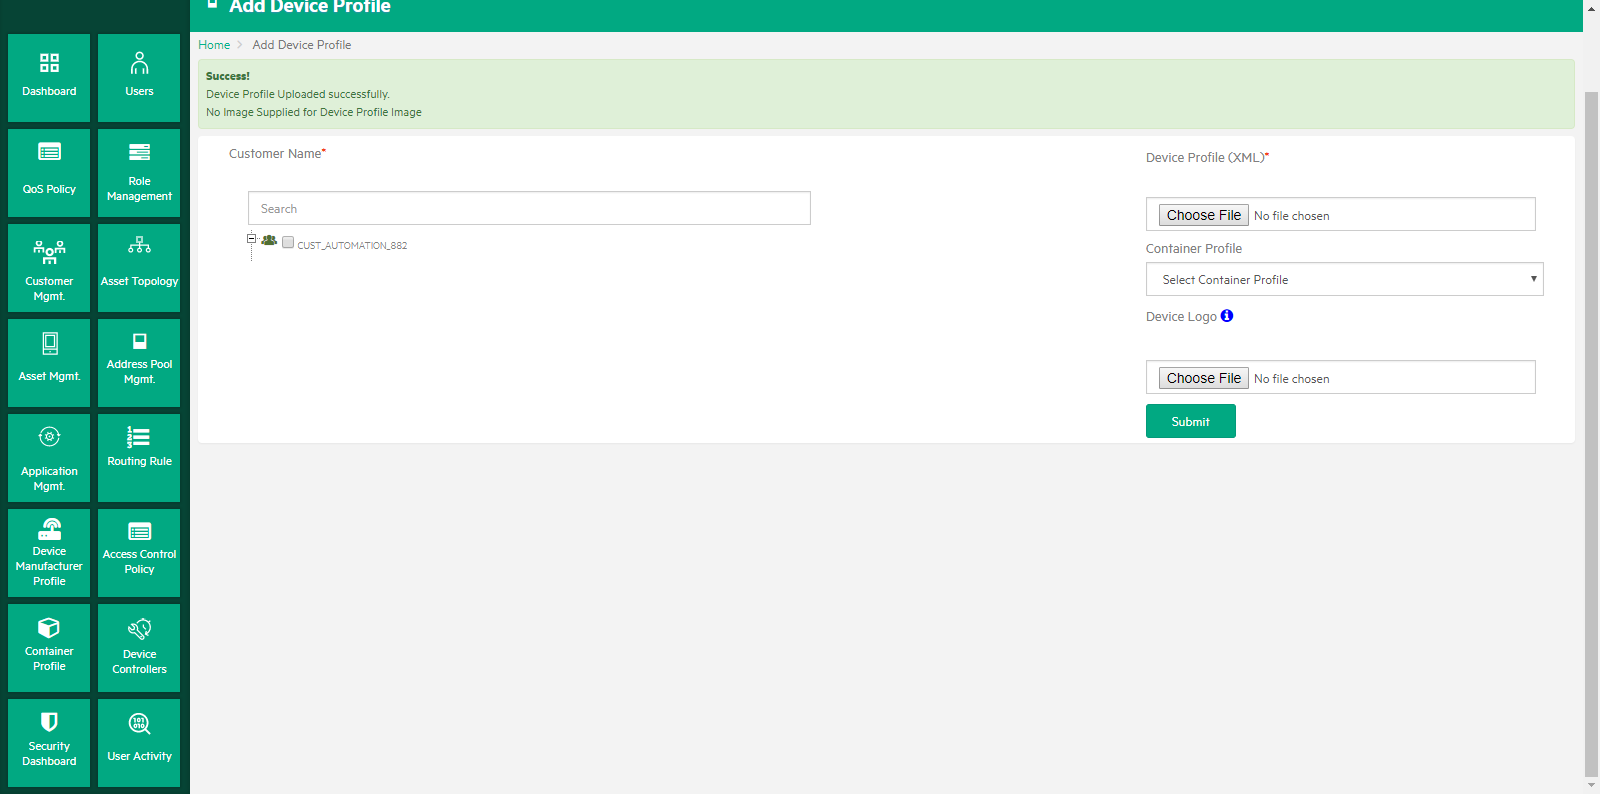 Add Device Profile
Home > Add Device Profile
Success!
Device Profile Uploaded successfully.
No Image Supplied for Device Profile Image
Dashboard
Users
QoS Policy
Role
Management
Customer
Mgmt.
Asset Topology
Asset Mgmt.
Address Pool
Mgmt.
Application
Mgmt.
Routing Rule
Device
Manufacturer
Profile
Access Control
Policy
Container
Profile
Device
Controllers
Security
Dashboard
User Activity
Customer Name*
Search
CUST_AUTOMATION_882
Device Profile (XML)*
Choose File No file chosen
Container Profile
Select Container Profile
Device Logo
Choose File No file chosen
Submit